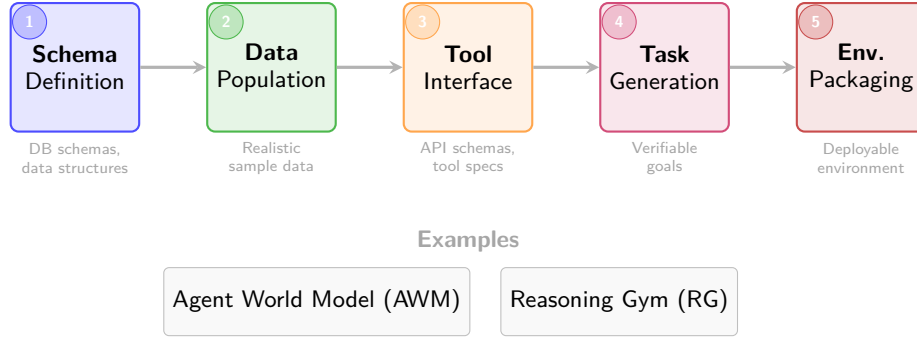 1
2
3
4
5
Schema
Definition
Data
Population
Tool
Interface
Task
Generation
Env.
Packaging
DB schemas,
data structures
Realistic
sample data
API schemas,
tool specs
Verifiable
goals
Deployable
environment
Examples
Agent World Model (AWM)
Reasoning Gym (RG)